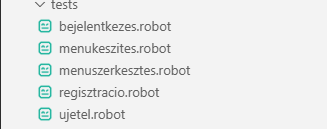 tests
bejelentkezes.robot
menukeszites.robot
menuszerkesztes.robot
regisztracio.robot
ujetel.robot